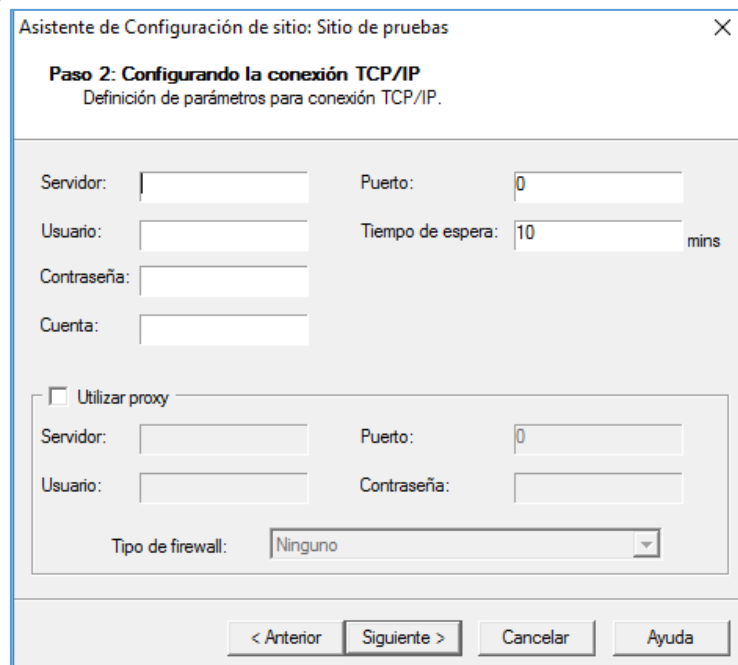 Asistente de Configuración de sitio: Sitio de pruebas
Paso 2: Configurando la conexión TCP/IP
Definición de parámetros para conexión TCP/IP.
Servidor: Puerto: 0
Usuario: Tiempo de espera: 10 mins
Contraseña:
Cuenta:
Utilizar proxy
Servidor: Puerto: 0
Usuario: Contraseña:
Tipo de firewall: Ninguno
< Anterior Siguiente > Cancelar Ayuda